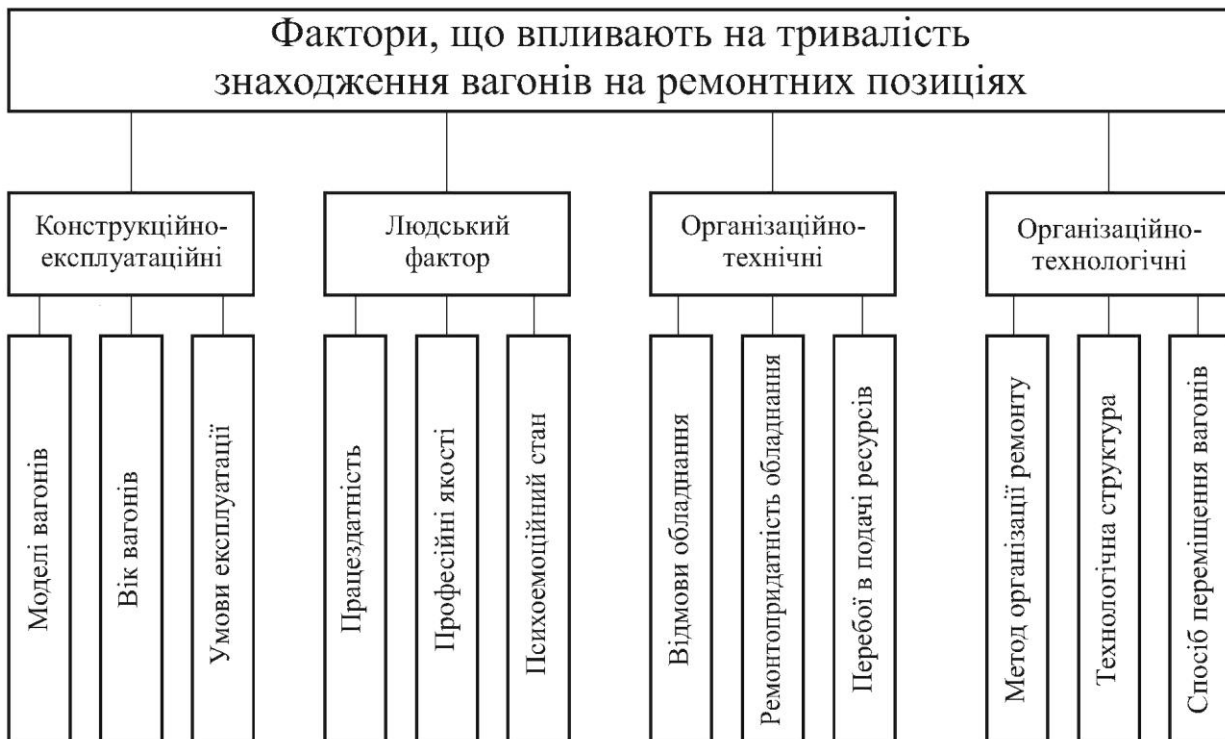 Фактори, що впливають на тривалість
знаходження вагонів на ремонтних позиціях
Конструкційно-
експлуатаційні
Людський
фактор
Організаційно-
технічні
Організаційно-
технологічні
Моделі вагонів
Вік вагонів
Умови експлуатації
Працездатність
Професійні якості
Психоемоційний стан
Відмови обладнання
Ремонтопридатність обладнання
Перебої в подачі ресурсів
Метод організації ремонту
Технологічна структура
Спосіб переміщення вагонів